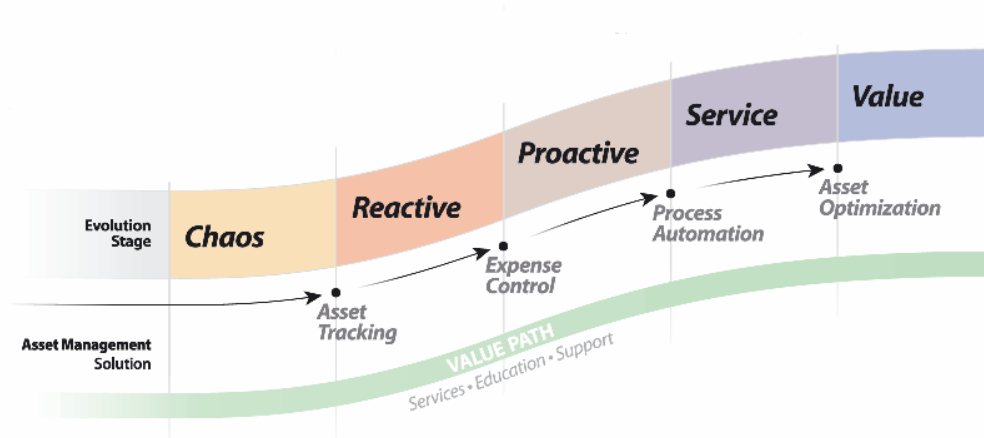 Evolution
Stage
Chaos
Reactive
Proactive
Service
Value
Asset Management
Solution
Asset
Tracking
Expense
Control
Process
Automation
Asset
Optimization
VALUE PATH
Services • Education • Support